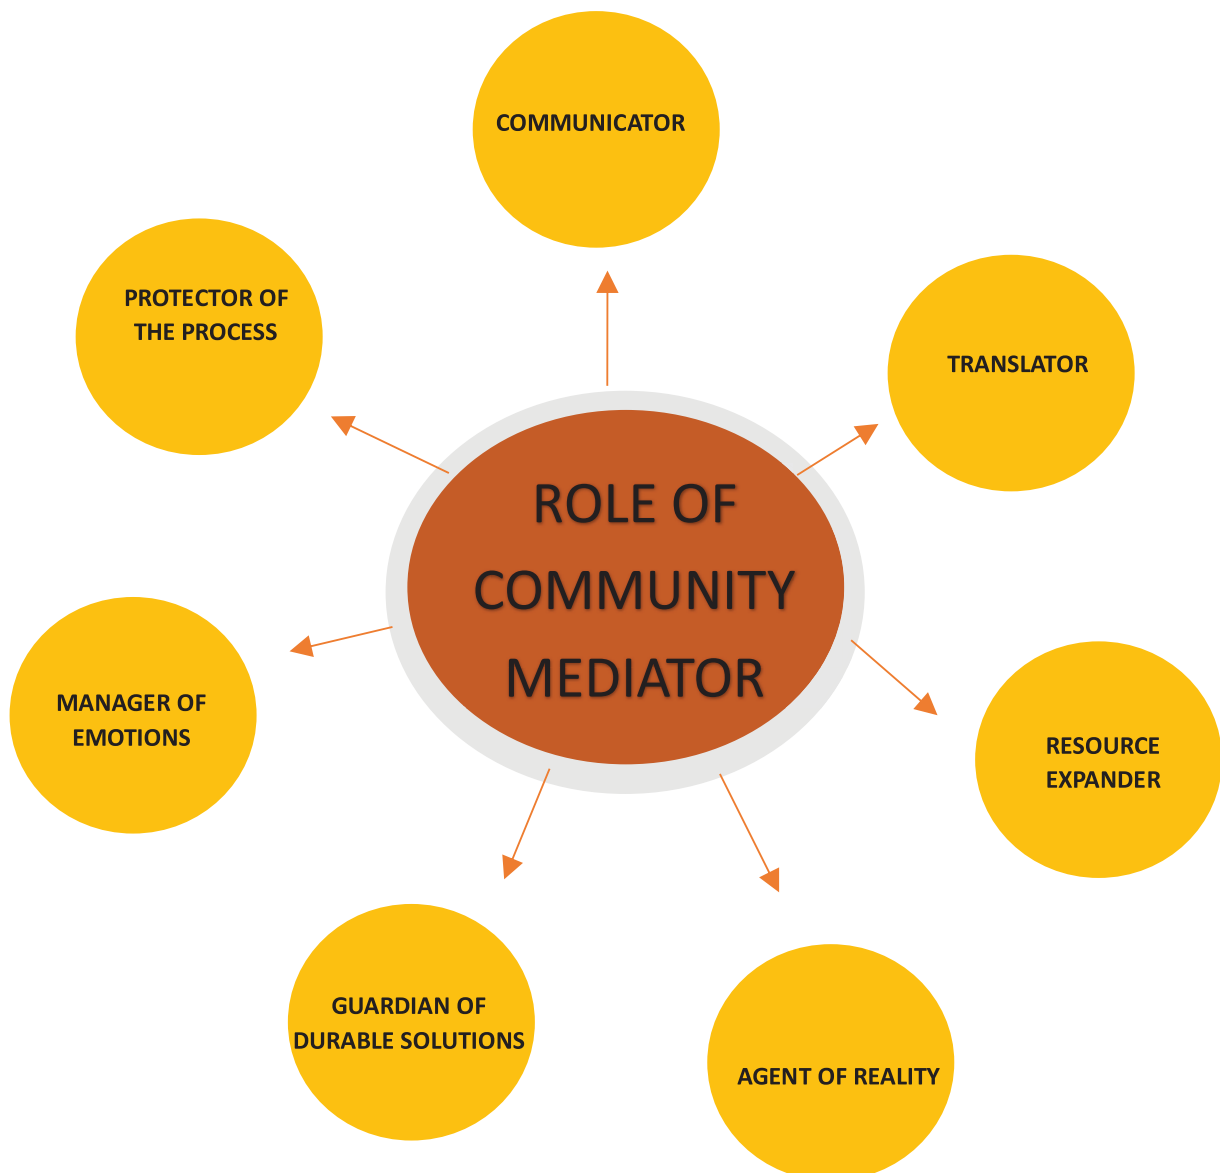 COMMUNICATOR
PROTECTOR OF
THE PROCESS
TRANSLATOR
ROLE OF
COMMUNITY
MEDIATOR
MANAGER OF
EMOTIONS
RESOURCE
EXPANDER
GUARDIAN OF
DURABLE SOLUTIONS
AGENT OF REALITY